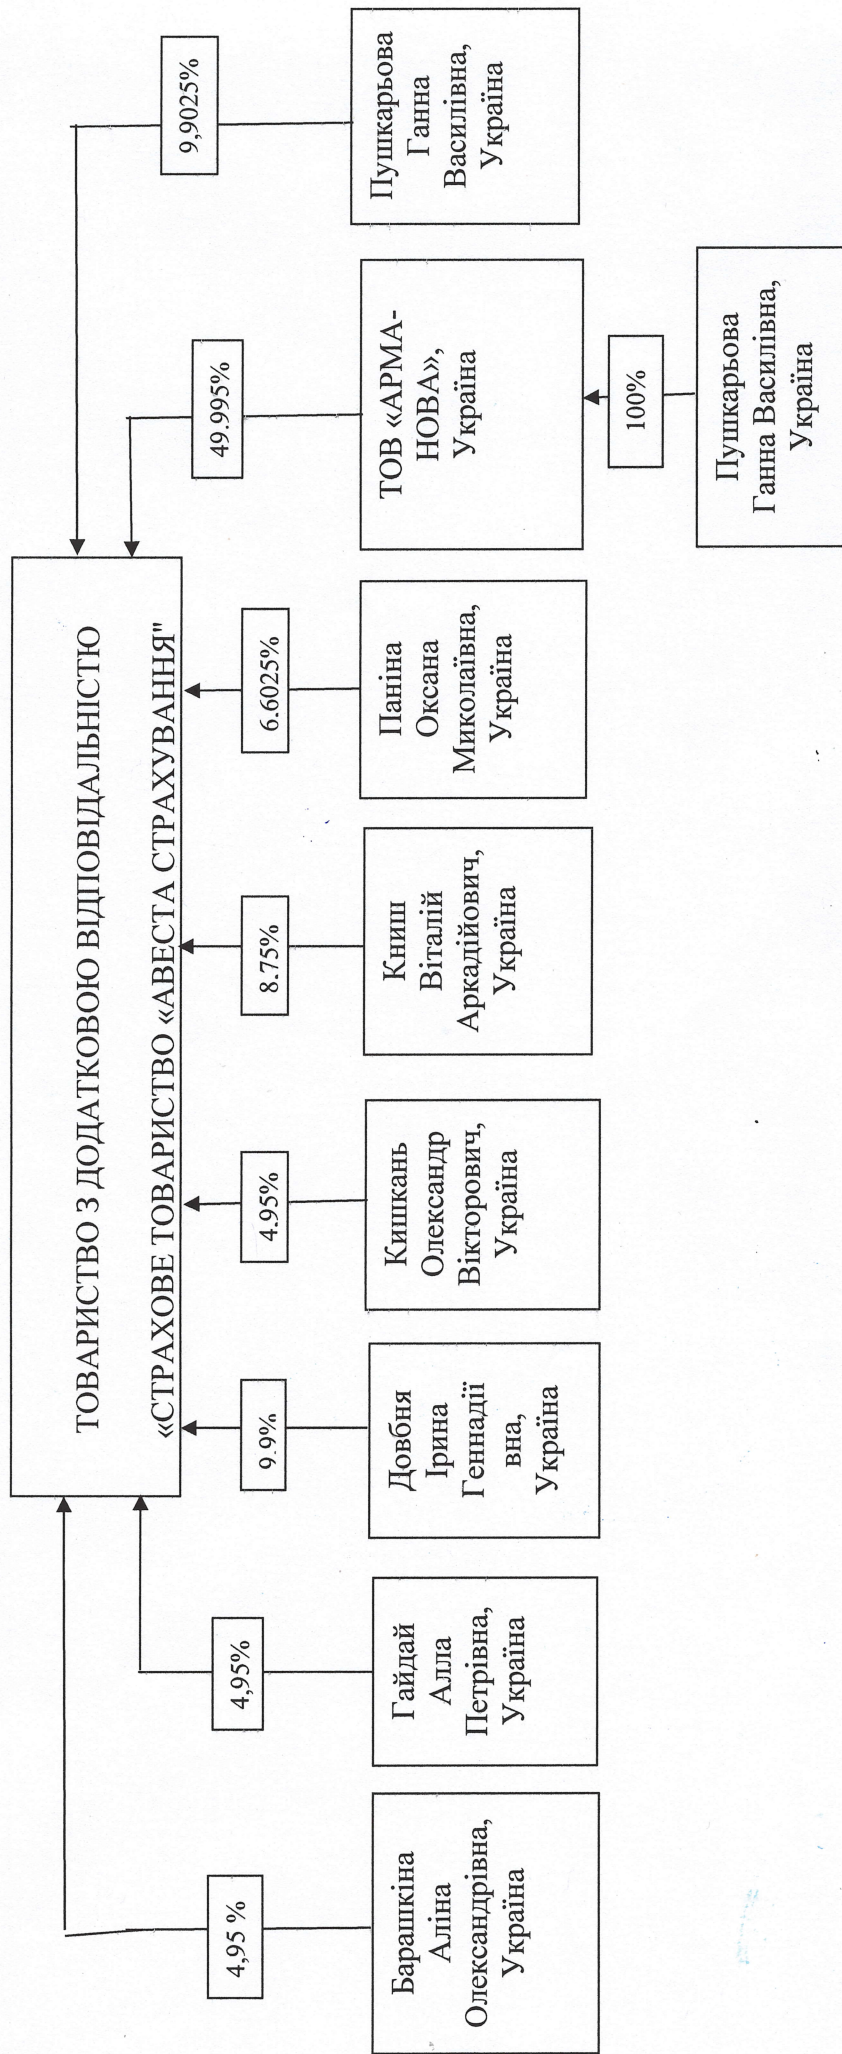 ТОВАРИСТВО З ДОДАТКОВОЮ ВІДПОВІДАЛЬНІСТЮ
«СТРАХОВЕ ТОВАРИСТВО «АВЕСТА СТРАХУВАННЯ"
4,95 %
4,95%
9.9%
4.95%
8.75%
6.6025%
49.995%
9,9025%
Барашкіна
Аліна
Олександрівна,
Україна
Гайдай
Алла
Петрівна,
Україна
Довбня
Ірина
Геннадії
вна,
Україна
Кишкань
Олександр
Вікторович,
Україна
Книш
Віталій
Аркадійович,
Україна
Паніна
Оксана
Миколаївна,
Україна
ТОВ «АРМА-
НОВА»,
Україна
Пушкарьова
Ганна
Василівна,
Україна
100%
Пушкарьова
Ганна Василівна,
Україна